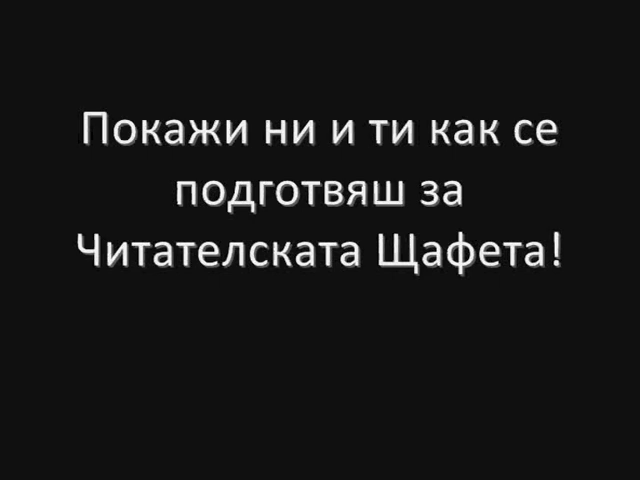 Покажи ни и ти как се
подготвяш за
Читателската Щафета!